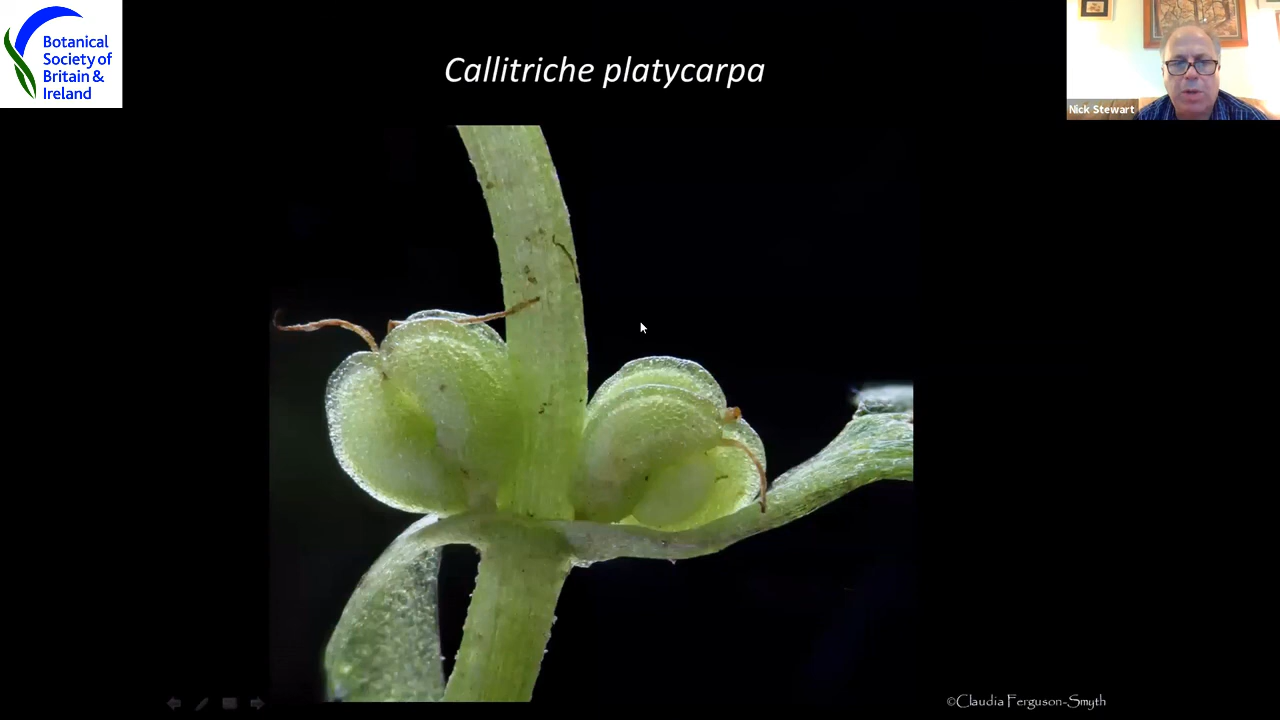 Botanical
Society of
Britain &
Ireland
Callitriche platycarpa
Nick Stewart
©Claudia Ferguson-Smyth